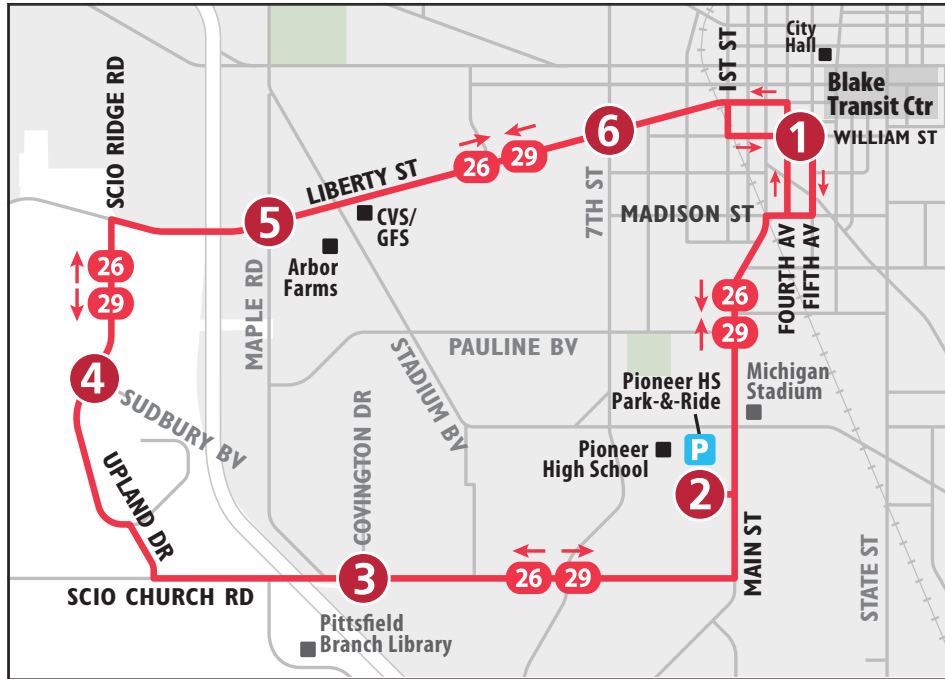 City
Hall
1ST ST
Blake
Transit Ctr
SCIO RIDGE RD
6
1
WILLIAM ST
26
29
LIBERTY ST
7TH ST
MADISON ST
5
CVS/
GFS
Arbor
Farms
26
29
MAPLE RD
FOURTH AV
FIFTH AV
26
29
PAULINE BV
STADIUM BV
4
SUDBURY BV
COVINGTON DR
Pioneer HS
Park-&-Ride
Michigan
Stadium
P
Pioneer
High School
2
UPLAND DR
MAIN ST
STATE ST
3
26
29
SCIO CHURCH RD
Pittsfield
Branch Library